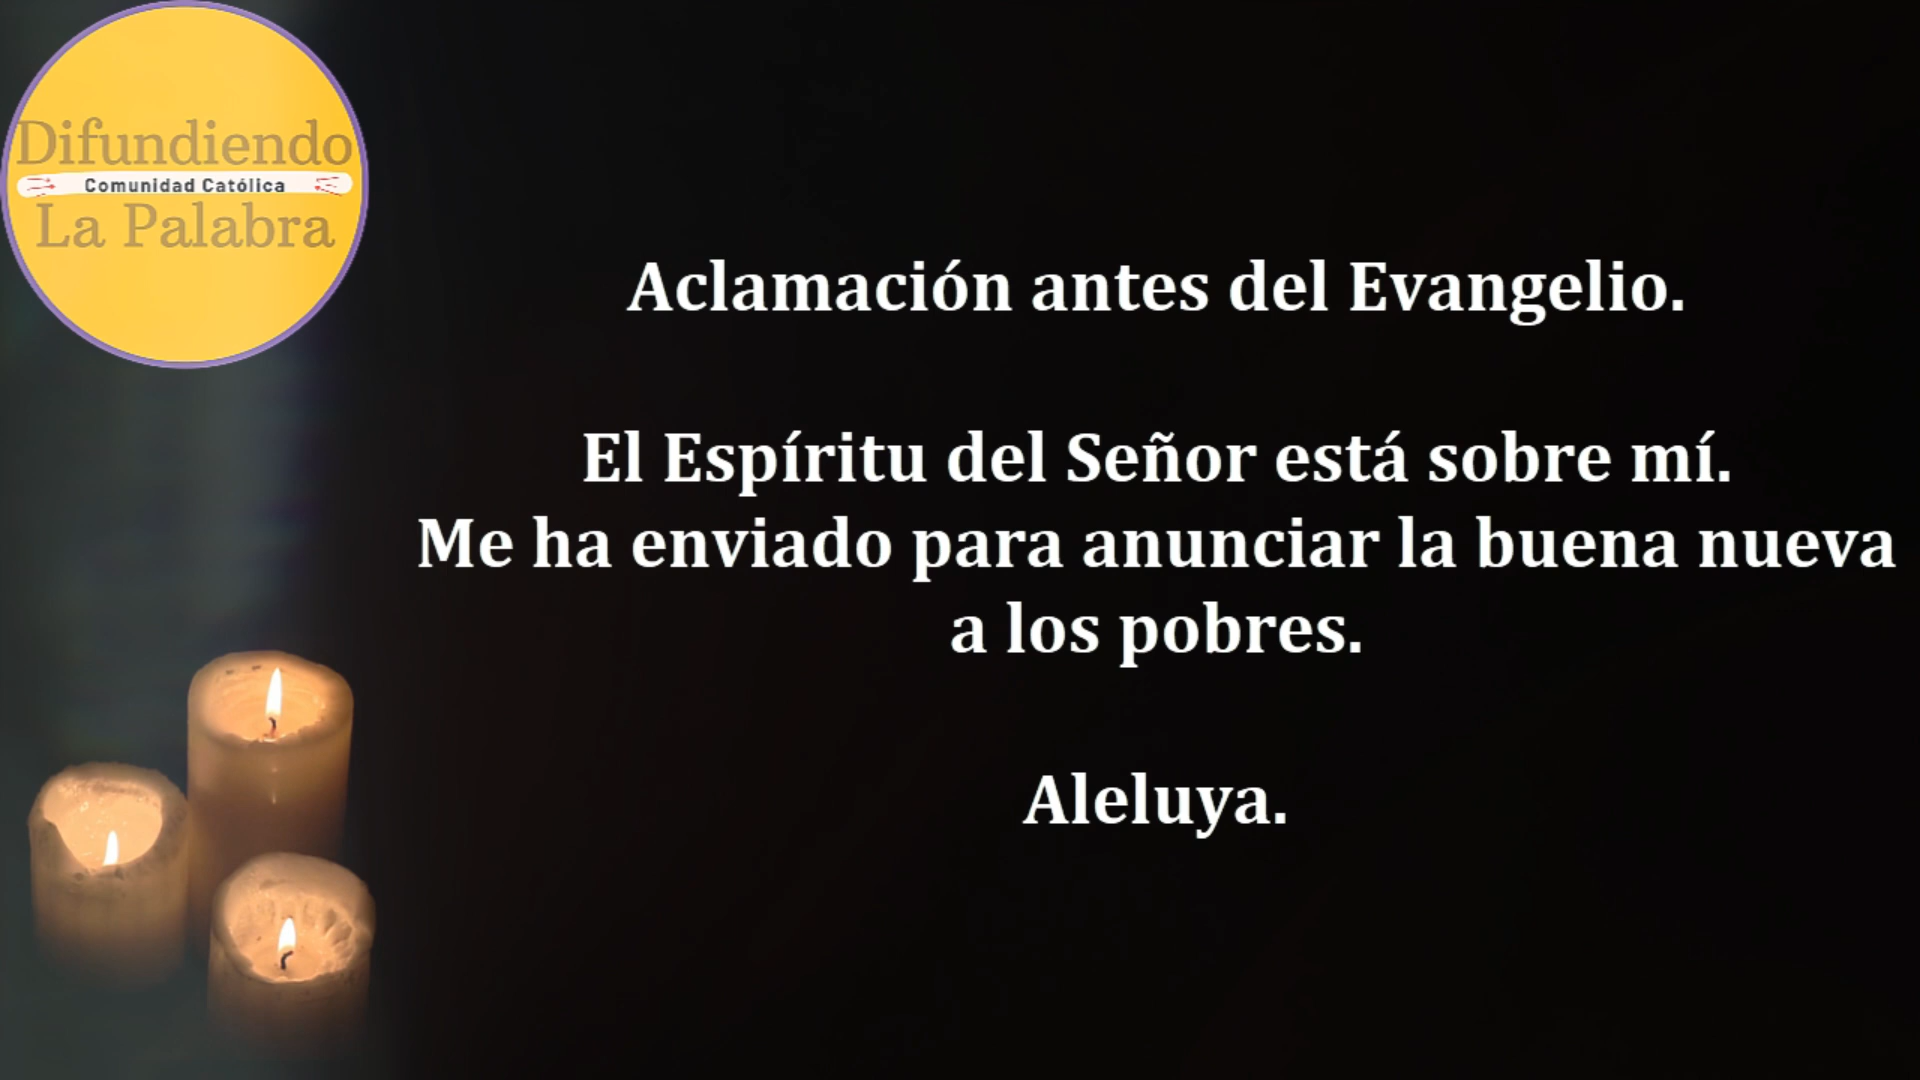 Difundiendo
Comunidad Católica
La Palabra
Aclamación antes del Evangelio.
El Espíritu del Señor está sobre mí.
Me ha enviado para anunciar la buena nueva
a los pobres.
Aleluya.